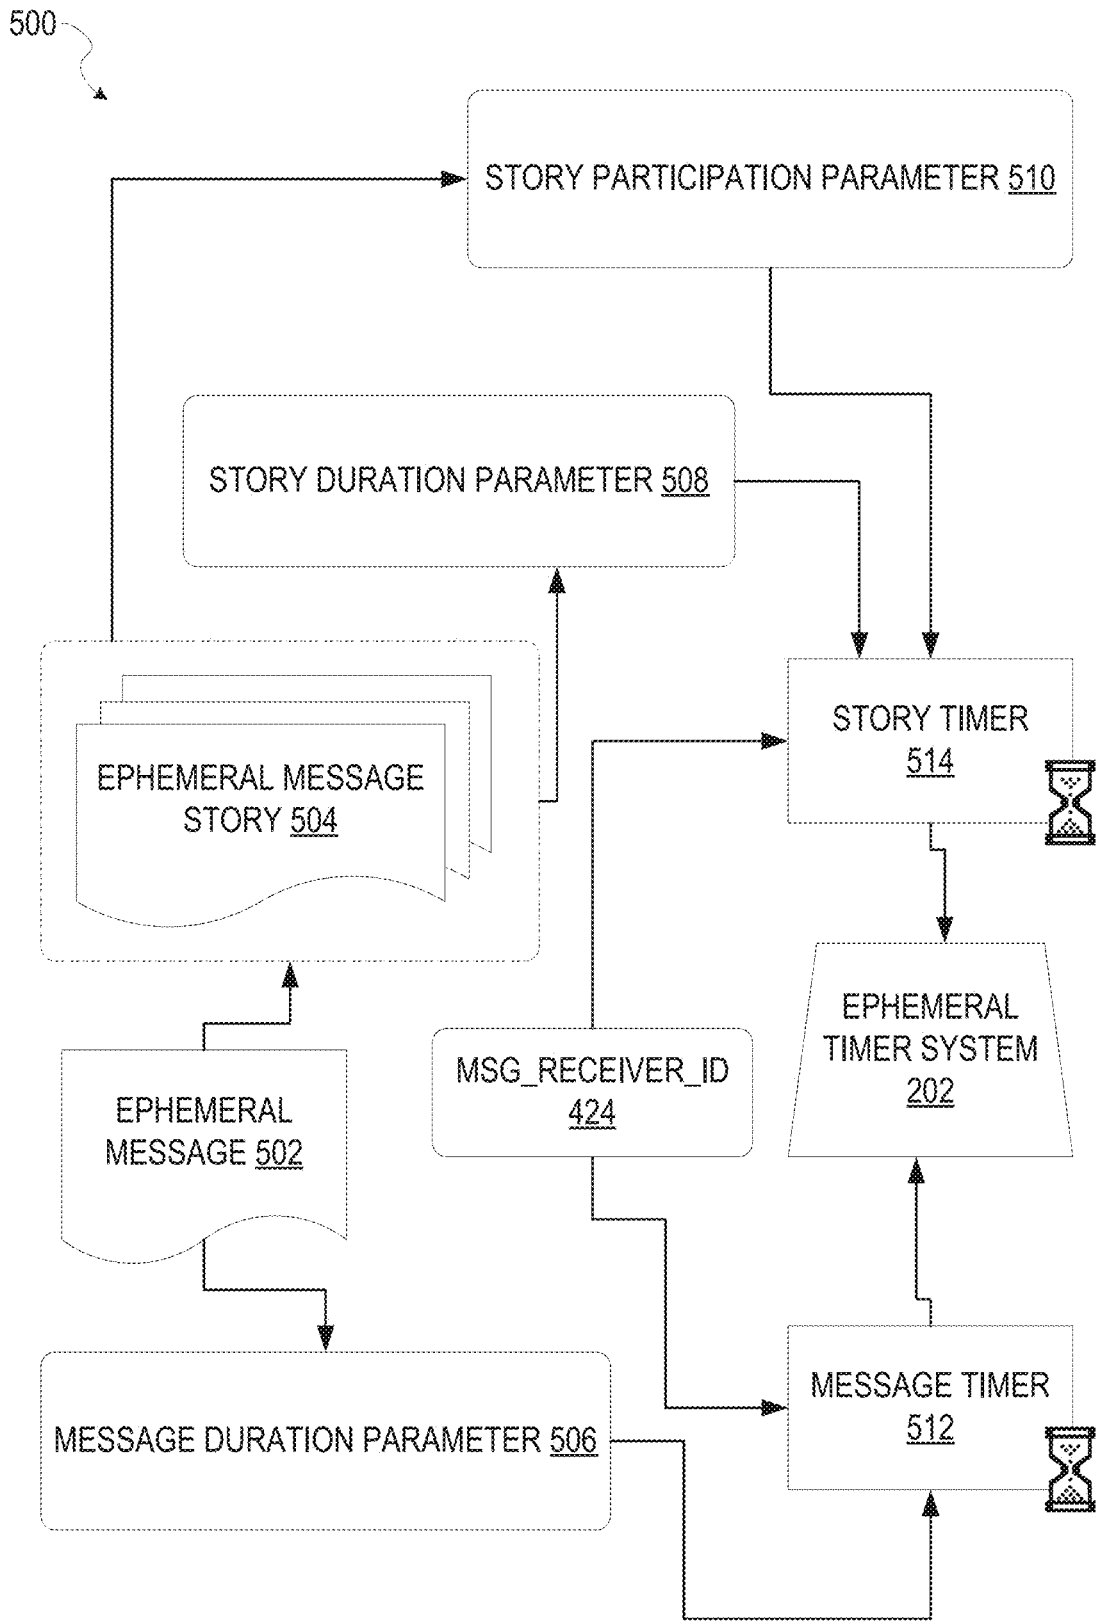 500
STORY PARTICIPATION PARAMETER 510
STORY DURATION PARAMETER 508
EPHEMERAL MESSAGE
STORY 504
STORY TIMER
514
EPHEMERAL
TIMER SYSTEM
202
MSG_RECEIVER_ID
424
EPHEMERAL
MESSAGE 502
MESSAGE DURATION PARAMETER 506
MESSAGE TIMER
512